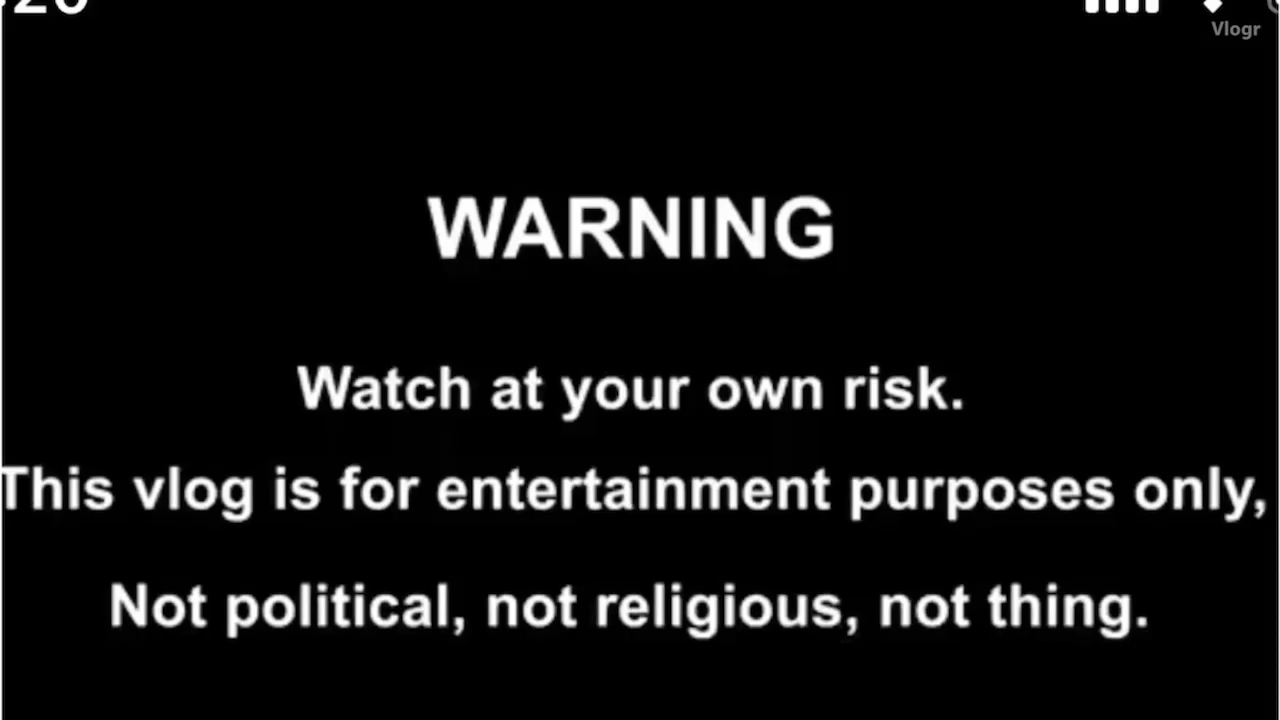 Vlogr
WARNING
Watch at your own risk.
This vlog is for entertainment purposes only,
Not political, not religious, not thing.